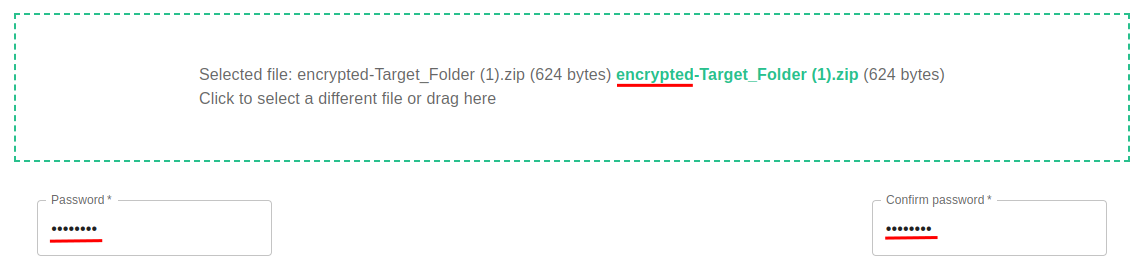 Selected file: encrypted-Target_Folder (1).zip (624 bytes) encrypted-Target_Folder (1).zip (624 bytes)
Click to select a different file or drag here
Password *
••••••••
Confirm password *
••••••••